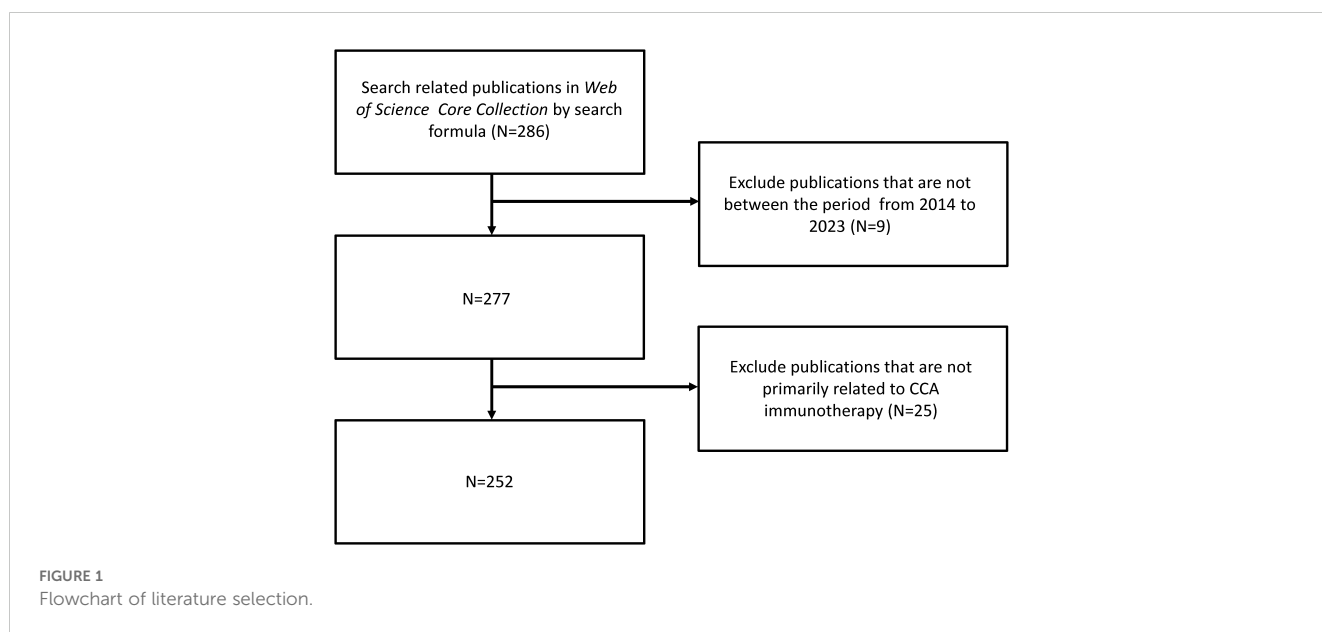 Search related publications in Web
of Science Core Collection by search
formula (N=286)
Exclude publications that are not
between the period from 2014 to
2023 (N=9)
N=277
Exclude publications that are not
primarily related to CCA
immunotherapy (N=25)
N=252
FIGURE 1
Flowchart of literature selection.